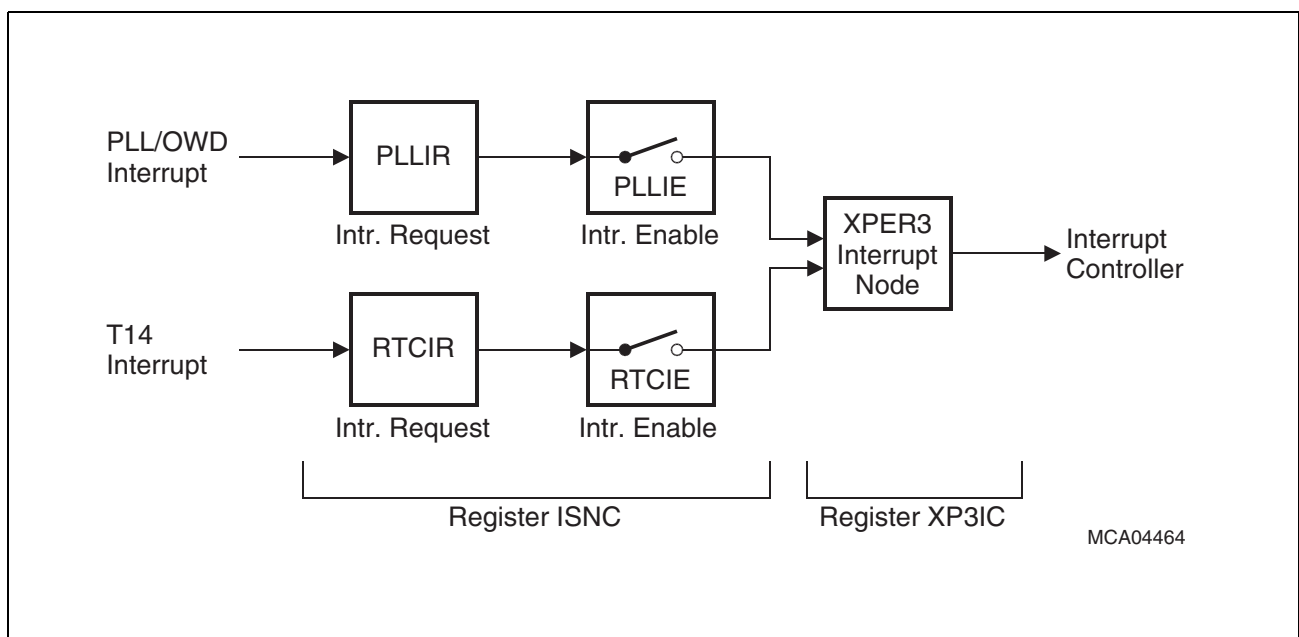 PLL/OWD
Interrupt
PLLIR
Intr. Request
PLLIE
Intr. Enable
XPER3
Interrupt
Node
Interrupt
Controller
T14
Interrupt
RTCIR
Intr. Request
RTCIE
Intr. Enable
Register ISNC
Register XP3IC
MCA04464